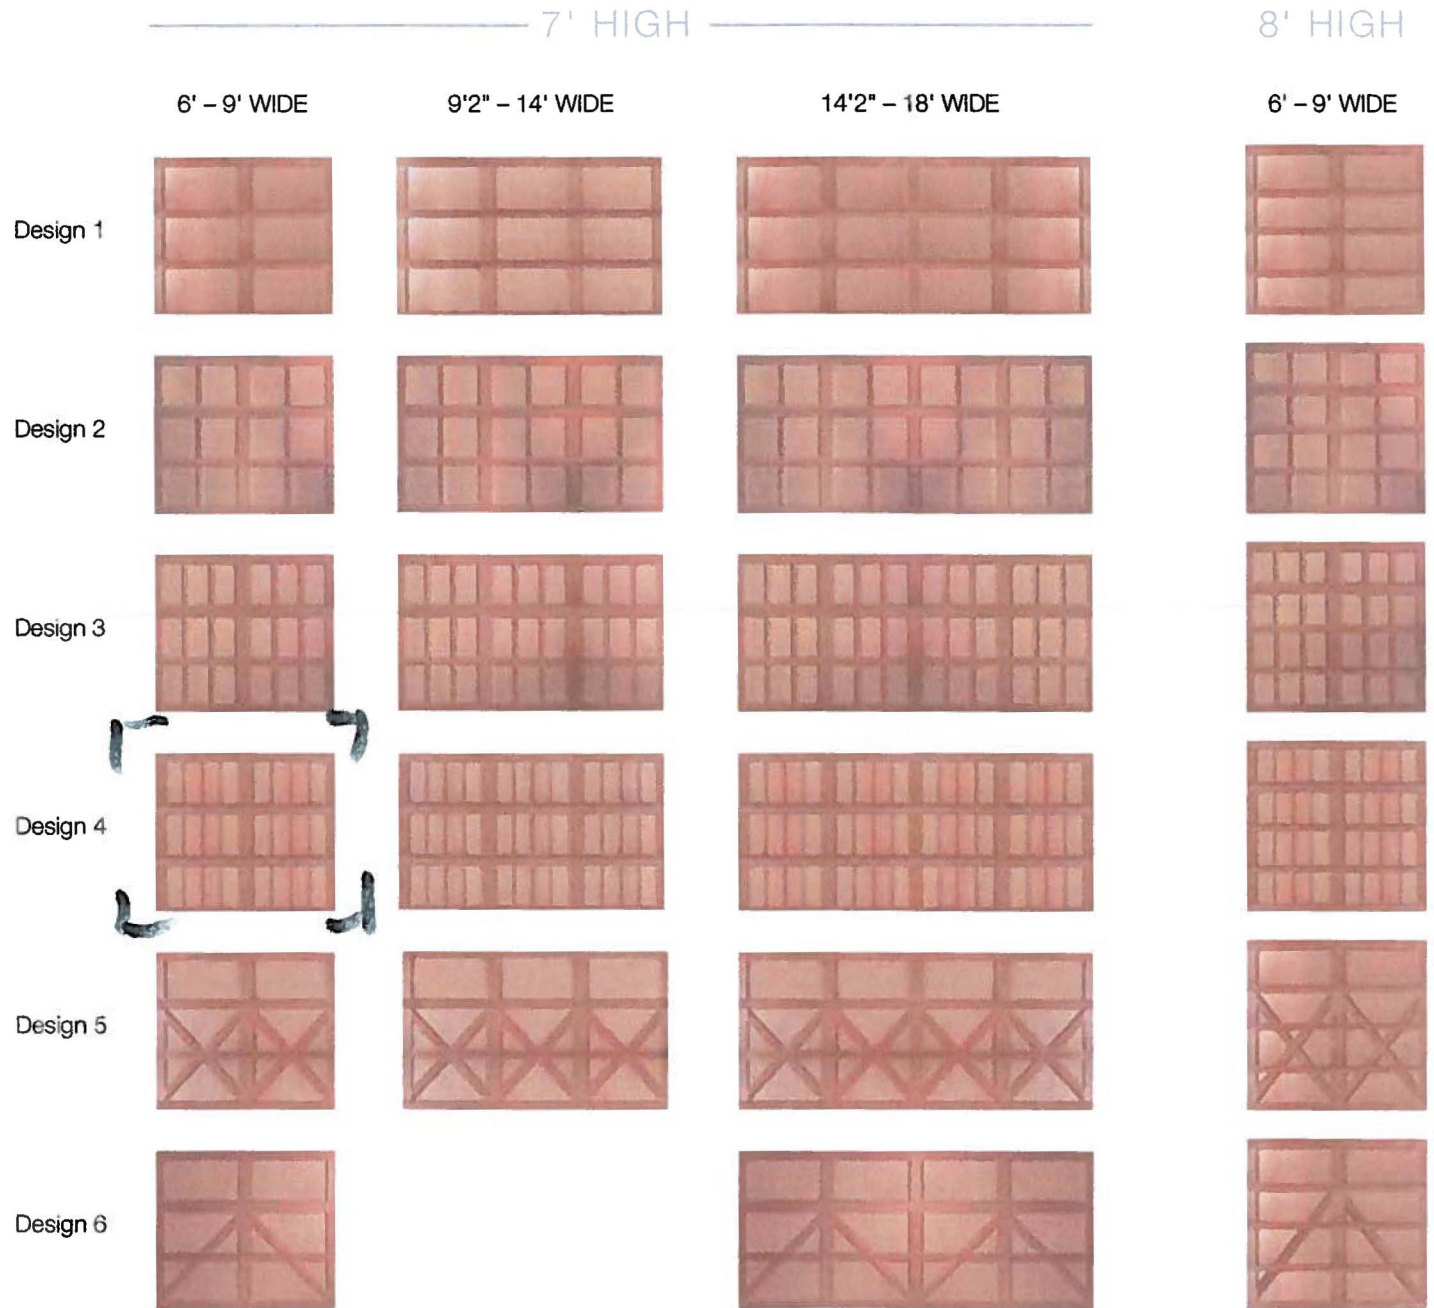 7' HIGH 8' HIGH
6' – 9' WIDE 9'2" – 14' WIDE 14'2" – 18' WIDE 6' – 9' WIDE
Design 1
Design 2
Design 3
Design 4
Design 5
Design 6